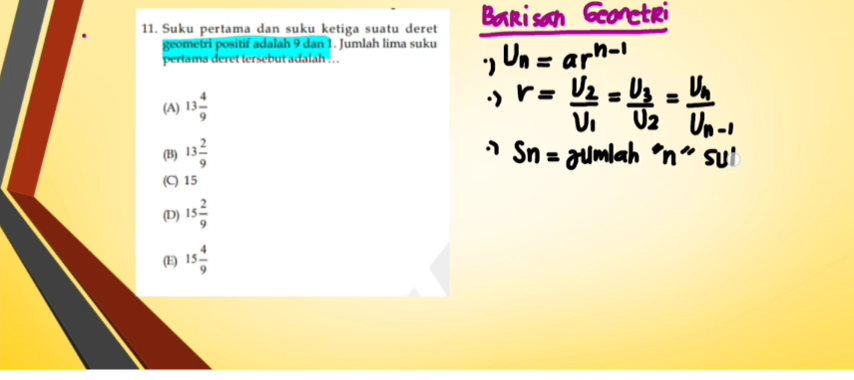 11. Suku pertama dan suku ketiga suatu deret
geometri positif adalah 9 dan 1. Jumlah lima suku
pertama deret tersebut adalah …
(A) 13 4/9
(B) 13 2/9
(C) 15
(D) 15 2/9
(E) 15 4/9
Barisan Geometri
•) Un = ar^n-1
•) r = U2/U1 = U3/U2 = Un/Un-1
•) Sn = jumlah "n" su